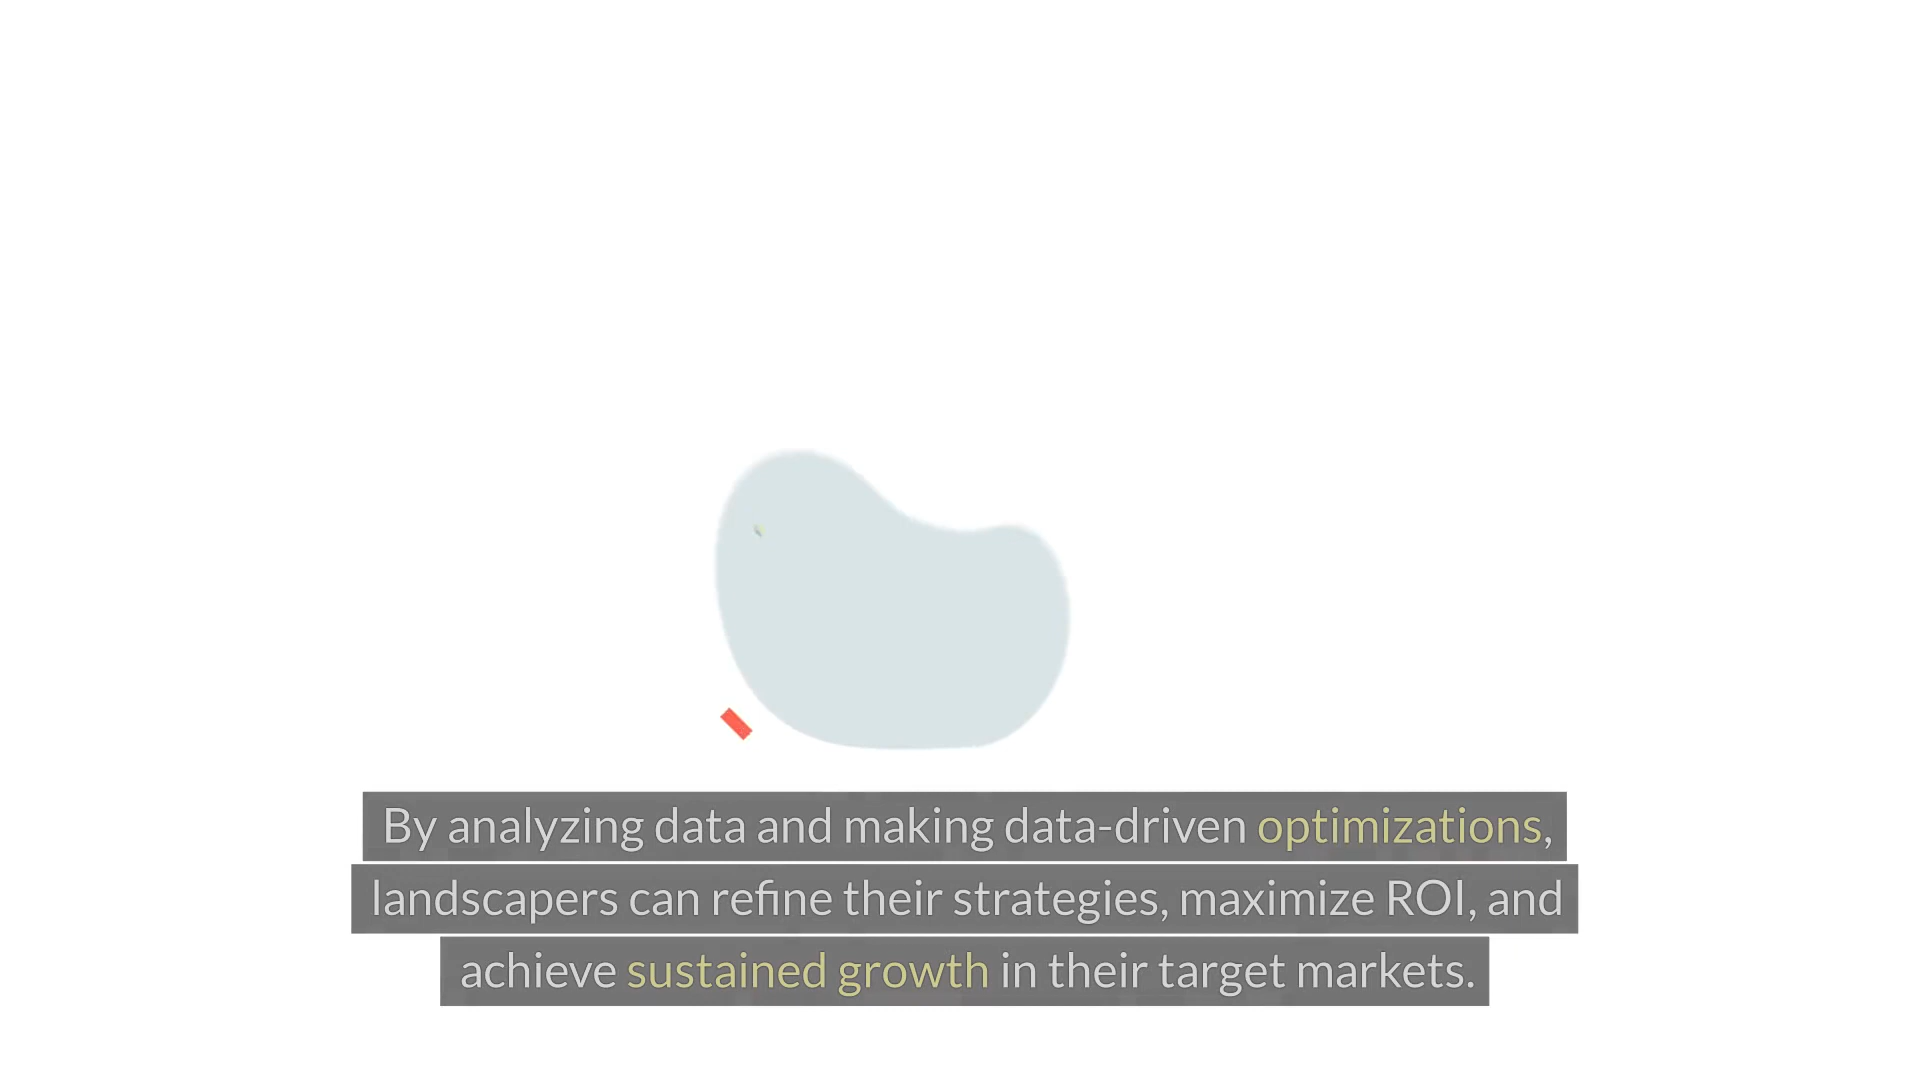 By analyzing data and making data-driven optimizations,
landscapers can refine their strategies, maximize ROI, and
achieve sustained growth in their target markets.